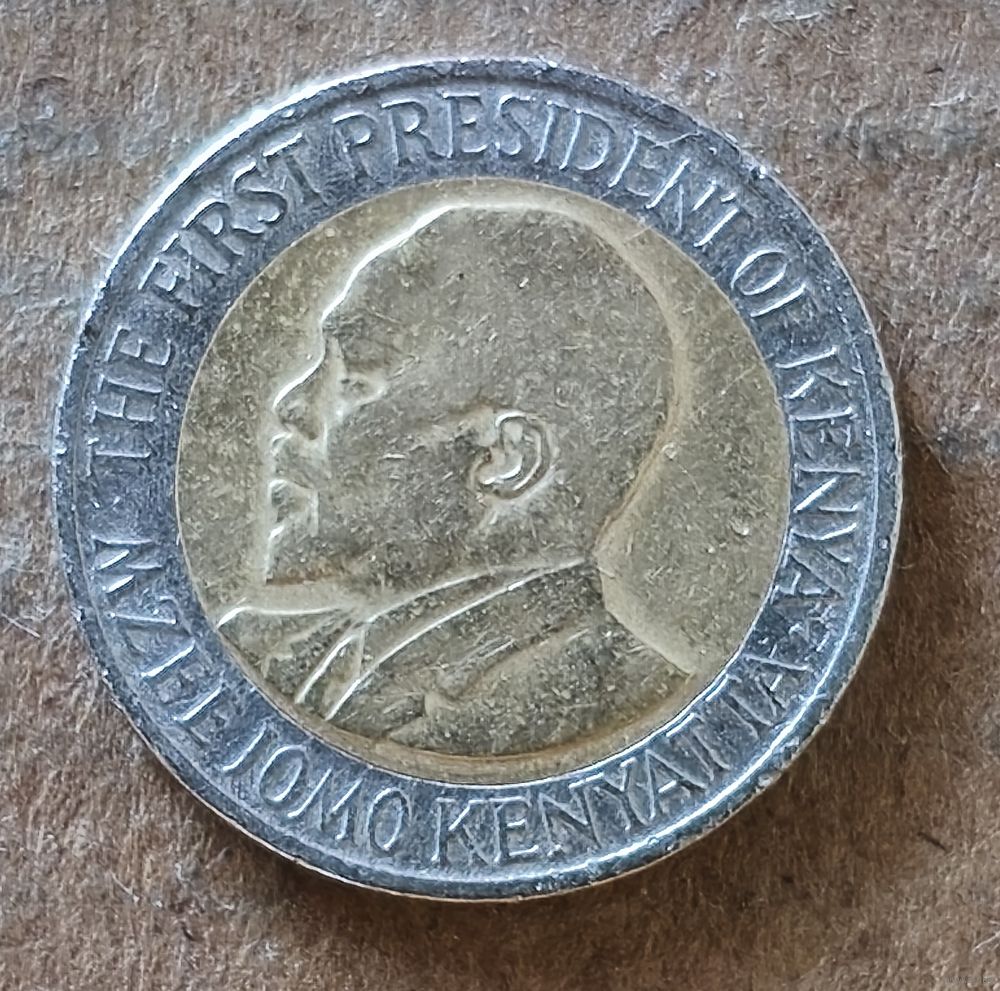 THE FIRST PRESIDENT OF KENYA
MZEE JOMO KENYATTA